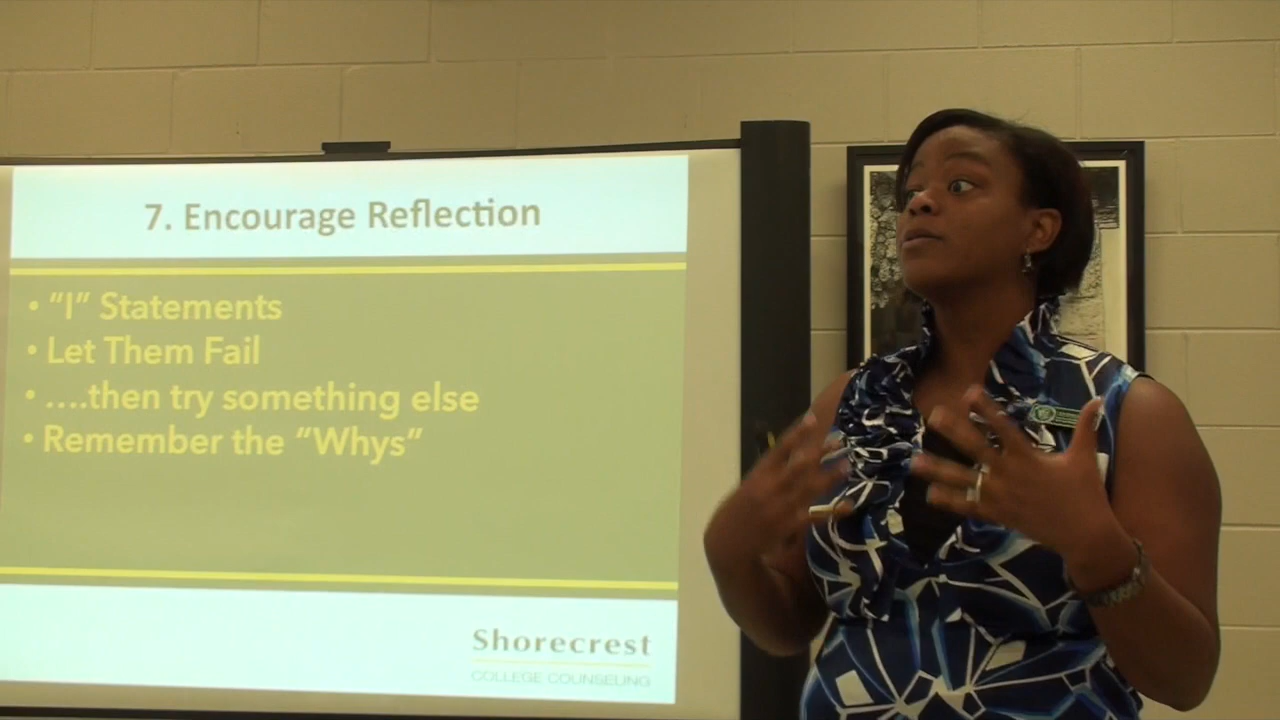 7. Encourage Reflection
• “I” Statements
• Let Them Fail
• ....then try something else
• Remember the “Whys”
Shorecrest
COLLEGE COUNSELING